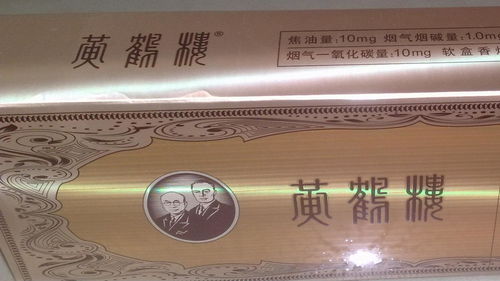 黄鹤楼®
焦油量:10mg 烟气烟碱量:1.0mg
烟气一氧化碳量:10mg 软盒香烟
黄鹤楼